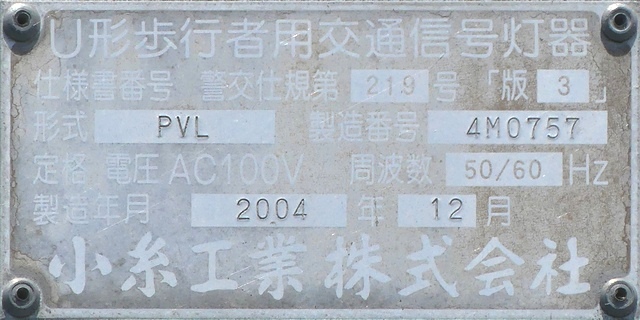 U形歩行者用交通信号灯器
仕様書番号 警交仕規第 219 号 「版 3 」
形式 PVL 製造番号 4M0757
定格 電圧 AC100V 周波数 50/60 Hz
製造年月 2004 年 12 月
小糸工業株式会社